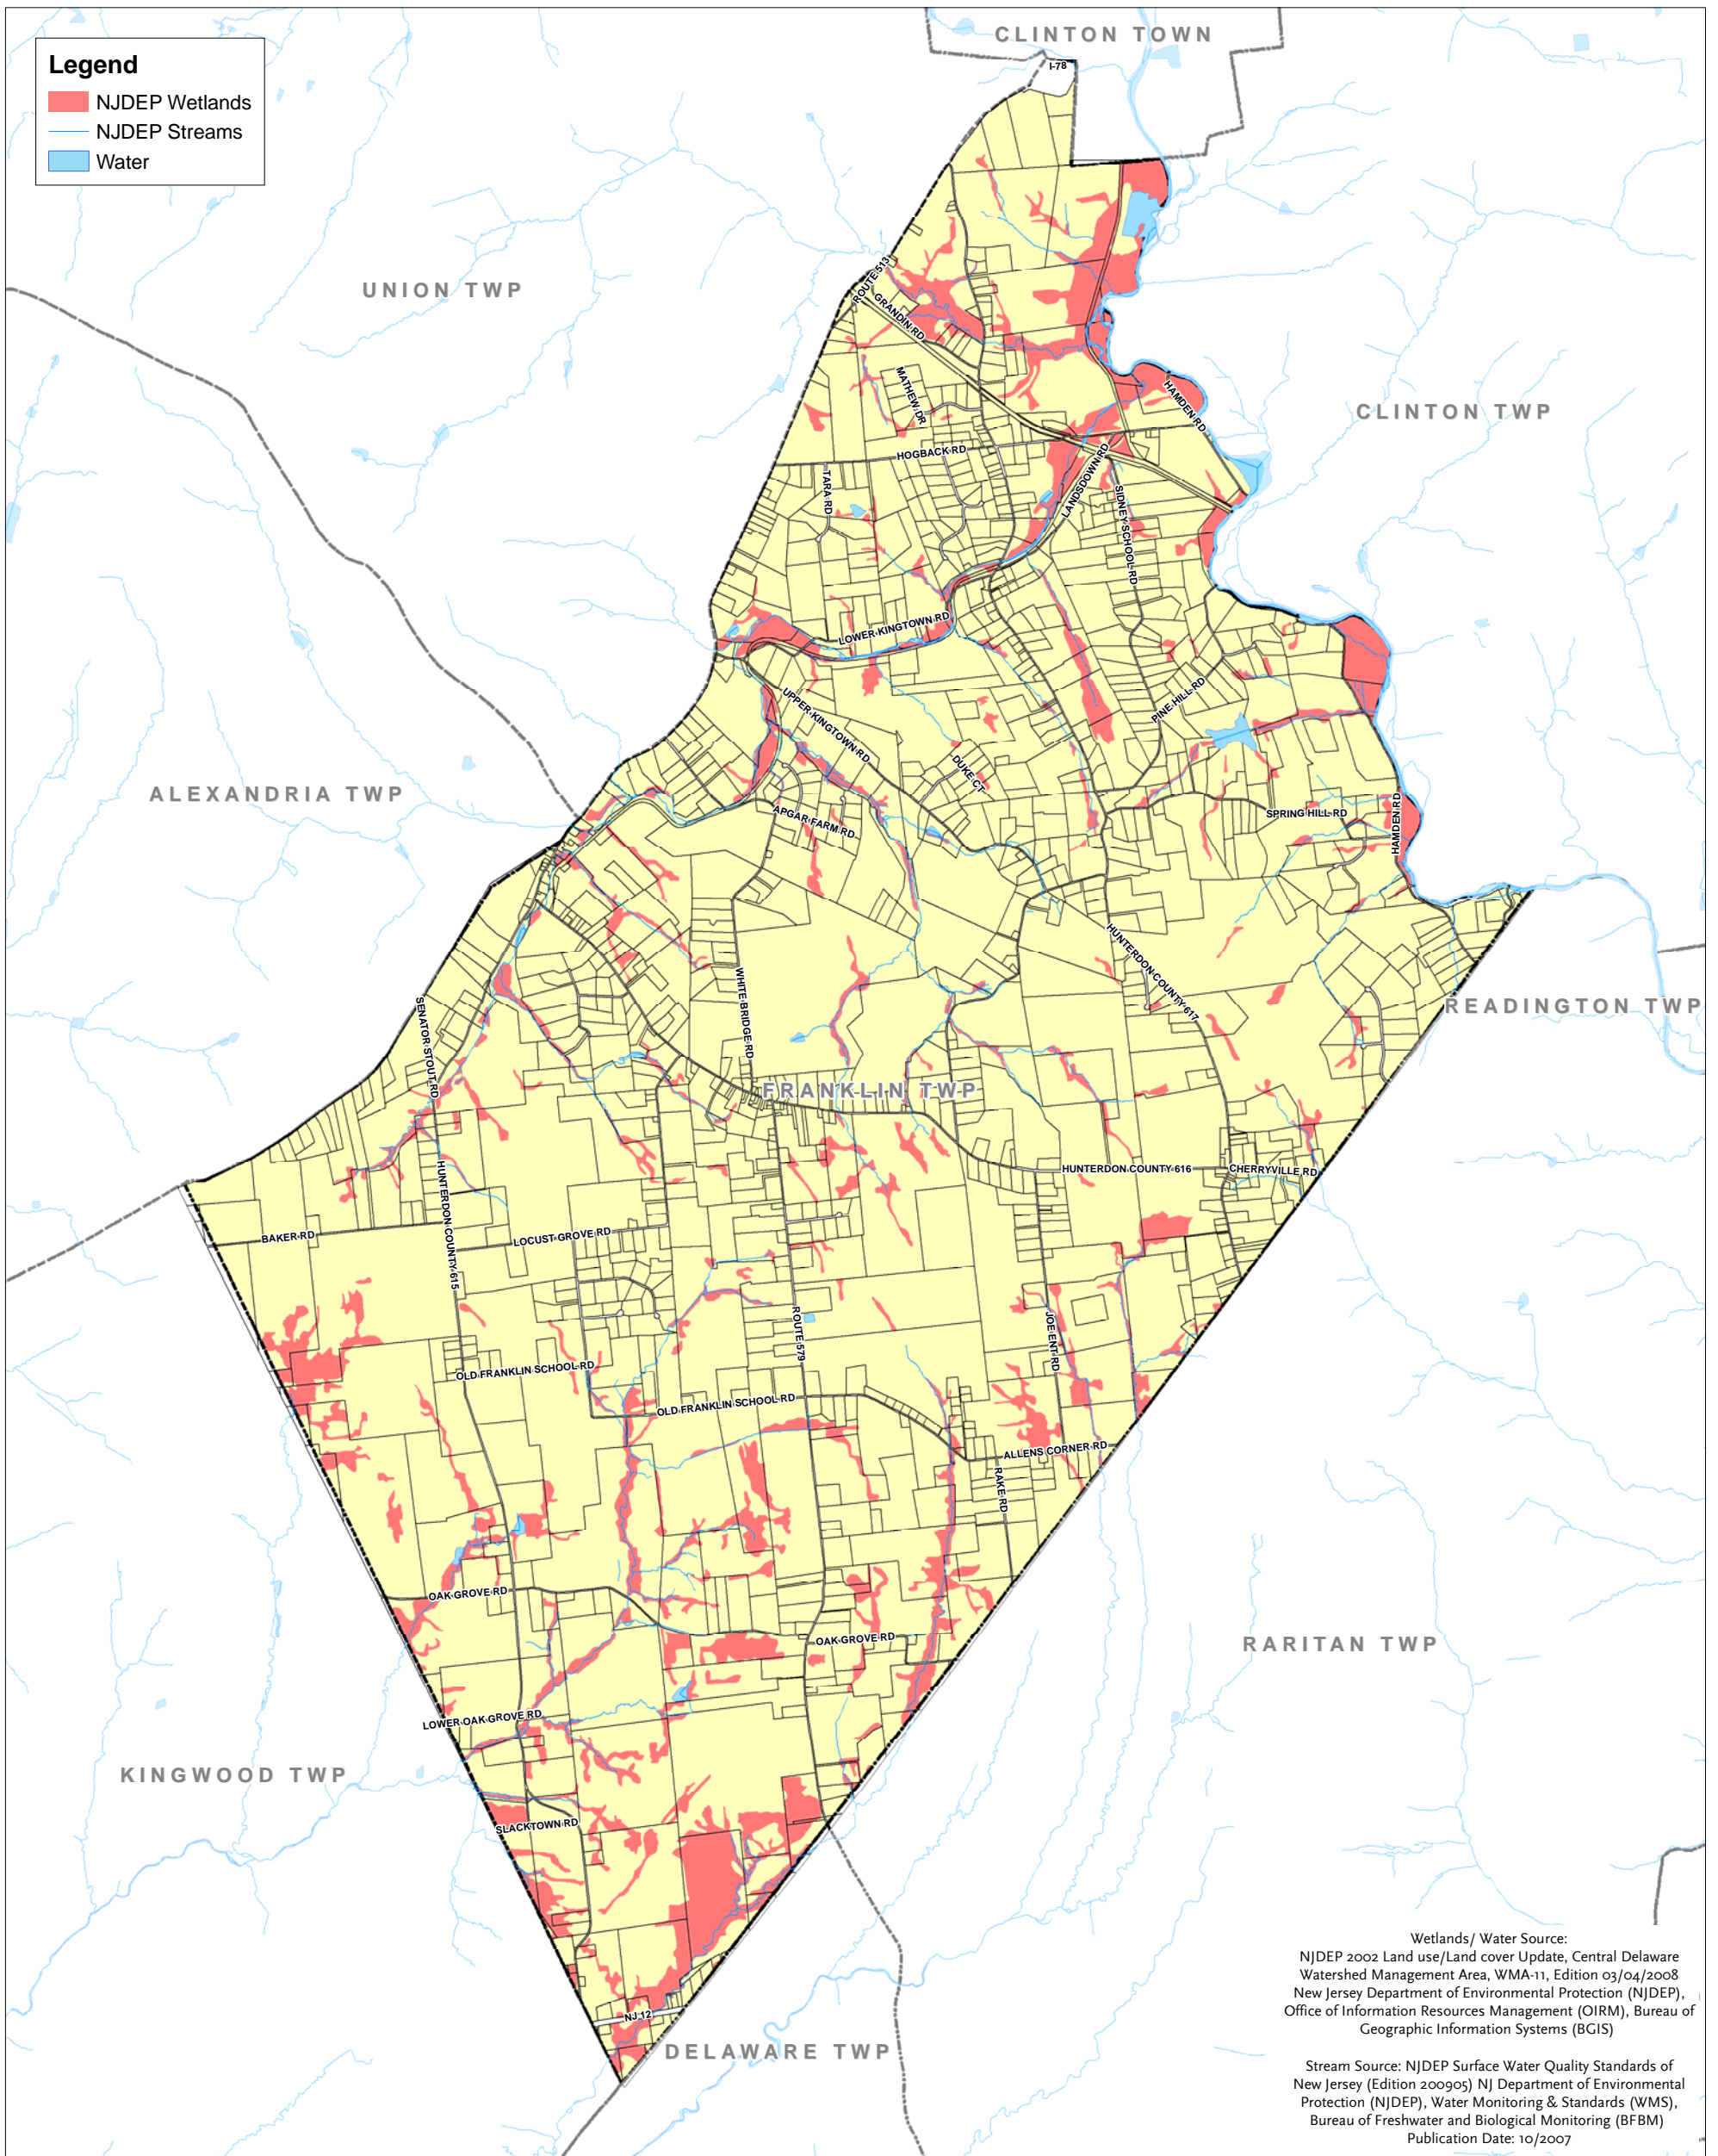 CLINTON TOWN
Legend
NJDEP Wetlands
NJDEP Streams
Water
I-78
UNION TWP
ROUTE 513
GRANDIN RD
MATHEW DR
HAMDEN RD
CLINTON TWP
HOGBACK RD
TARA RD
LANDSDOWN RD
SIDNEY SCHOOL RD
LOWER KINGTOWN RD
PINE HILL RD
UPPER KINGTOWN RD
DUKE CT
ALEXANDRIA TWP
APGAR FARM RD
SPRING HILL RD
HAMDEN RD
HUNTERDON COUNTY 617
WHITE BRIDGE RD
SENATOR STOUT RD
READINGTON TWP
FRANKLIN TWP
HUNTERDON COUNTY 616
CHERRYVILLE RD
HUNTERDON COUNTY 615
BAKER RD
LOCUST GROVE RD
ROUTE 579
JOE ENT RD
OLD FRANKLIN SCHOOL RD
OLD FRANKLIN SCHOOL RD
ALLENS CORNER RD
RAKE RD
OAK GROVE RD
OAK GROVE RD
RARITAN TWP
LOWER OAK GROVE RD
KINGWOOD TWP
SLACKTOWN RD
NJ 12
DELAWARE TWP
Wetlands/ Water Source:
NJDEP 2002 Land use/Land cover Update, Central Delaware
Watershed Management Area, WMA-11, Edition 03/04/2008
New Jersey Department of Environmental Protection (NJDEP),
Office of Information Resources Management (OIRM), Bureau of
Geographic Information Systems (BGIS)
Stream Source: NJDEP Surface Water Quality Standards of
New Jersey (Edition 200905) NJ Department of Environmental
Protection (NJDEP), Water Monitoring & Standards (WMS),
Bureau of Freshwater and Biological Monitoring (BFBM)
Publication Date: 10/2007